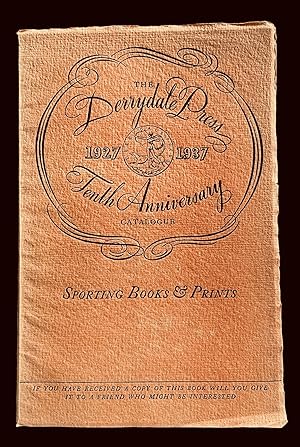 THE
Derrydale Press
1927 1937
Tenth Anniversary
CATALOGUE
SPORTING BOOKS & PRINTS
IF YOU HAVE RECEIVED A COPY OF THIS BOOK WILL YOU GIVE
IT TO A FRIEND WHO MIGHT BE INTERESTED